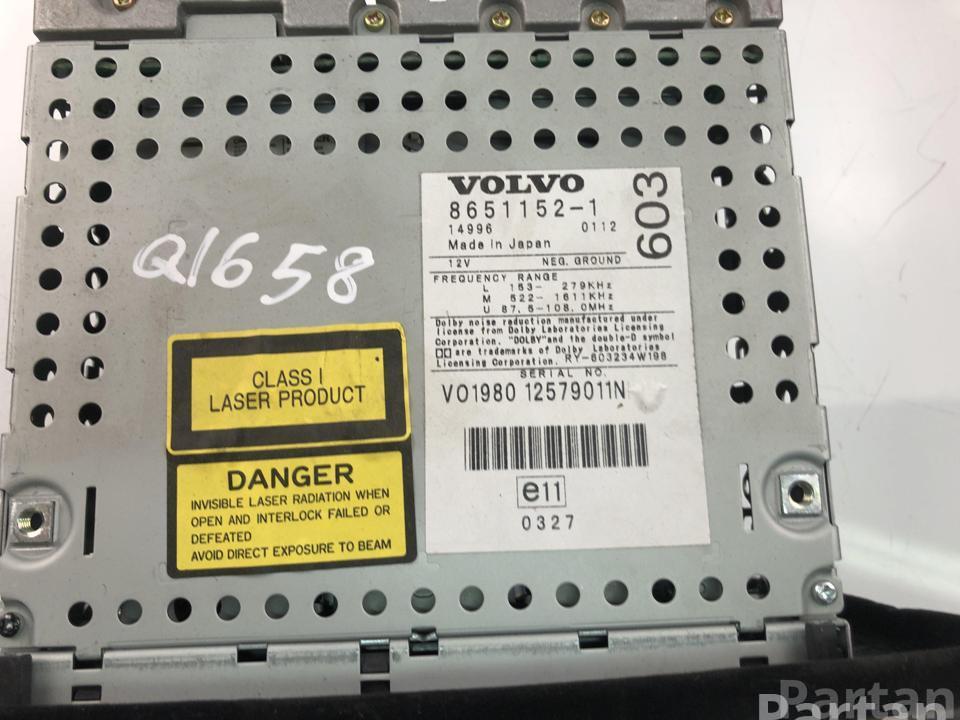 Q1658
VOLVO
8651152-1
603
14996 0112
Made in Japan
12V NEG. GROUND
FREQUENCY RANGE
L 153- 279KHz
M 522- 1611KHz
U 87.5-108.0MHz
Dolby noise reduction manufactured under
license from Dolby Laboratories Licensing
Corporation. "DOLBY"and the double-D symbol
are trademarks of Dolby Laboratories
Licensing Corporation. RY-603234W198
SERIAL NO.
VO1980 12579011N
e11
0327
CLASS I
LASER PRODUCT
DANGER
INVISIBLE LASER RADIATION WHEN
OPEN AND INTERLOCK FAILED OR
DEFEATED
AVOID DIRECT EXPOSURE TO BEAM
Partan
Partan